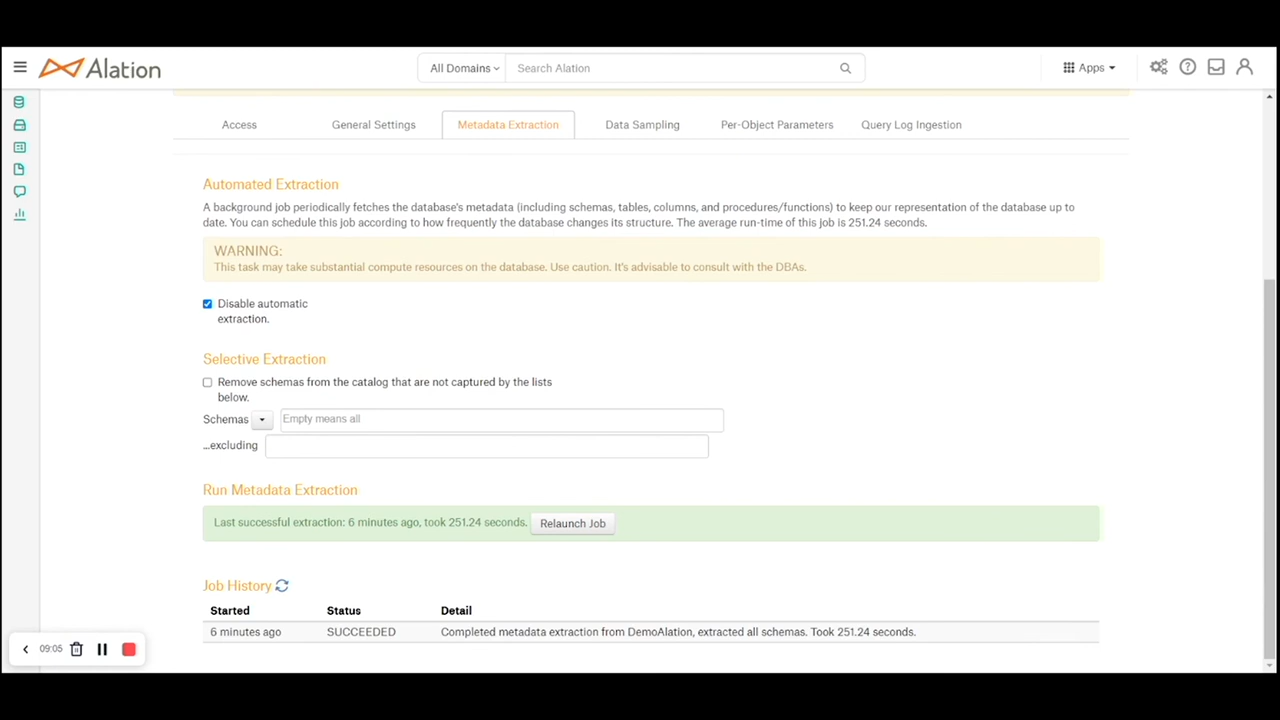 Alation
All Domains
Search Alation
Apps
Access
General Settings
Metadata Extraction
Data Sampling
Per-Object Parameters
Query Log Ingestion
Automated Extraction
A background job periodically fetches the database's metadata (including schemas, tables, columns, and procedures/functions) to keep our representation of the database up to
date. You can schedule this job according to how frequently the database changes its structure. The average run-time of this job is 251.24 seconds.
WARNING:
This task may take substantial compute resources on the database. Use caution. It's advisable to consult with the DBAs.
Disable automatic
extraction.
Selective Extraction
Remove schemas from the catalog that are not captured by the lists
below.
Schemas
Empty means all
...excluding
Run Metadata Extraction
Last successful extraction: 6 minutes ago, took 251.24 seconds.
Relaunch Job
Job History
Started Status Detail
6 minutes ago SUCCEEDED Completed metadata extraction from DemoAlation, extracted all schemas. Took 251.24 seconds.
09:05